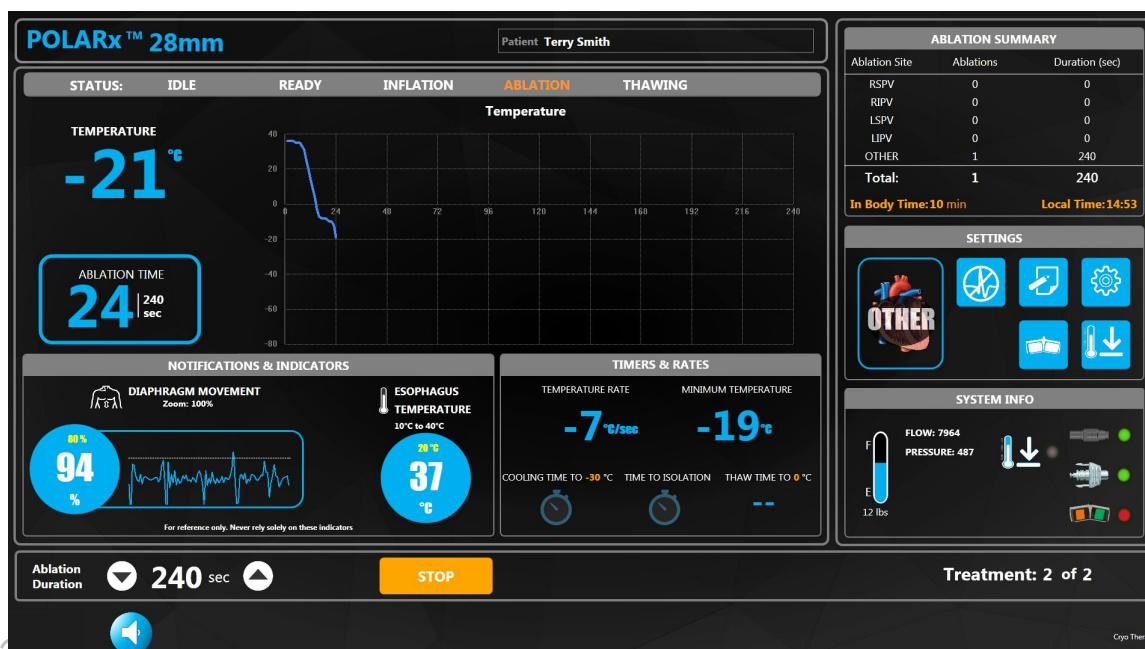 POLARx™ 28mm
Patient Terry Smith
STATUS: IDLE READY INFLATION ABLATION THAWING
TEMPERATURE
-21 °C
ABLATION TIME
24 240
sec
Temperature
40
20
0
0 24 48 72 96 120 144 168 192 216 240
-20
-40
-60
-80
NOTIFICATIONS & INDICATORS
DIAPHRAGM MOVEMENT
Zoom: 100%
80 %
94
%
For reference only. Never rely solely on these indicators
ESOPHAGUS
TEMPERATURE
10°C to 40°C
20 °C
37
°C
TIMERS & RATES
TEMPERATURE RATE MINIMUM TEMPERATURE
-7 °C/sec -19 °C
COOLING TIME TO -30 °C TIME TO ISOLATION THAW TIME TO 0 °C
--
ABLATION SUMMARY
Ablation Site Ablations Duration (sec)
RSPV 0 0
RIPV 0 0
LSPV 0 0
LIPV 0 0
OTHER 1 240
Total: 1 240
In Body Time:10 min Local Time:14:53
SETTINGS
OTHER
SYSTEM INFO
F
E
12 lbs
FLOW: 7964
PRESSURE: 487
Ablation
Duration
240 sec
STOP
Treatment: 2 of 2
Cryo Ther